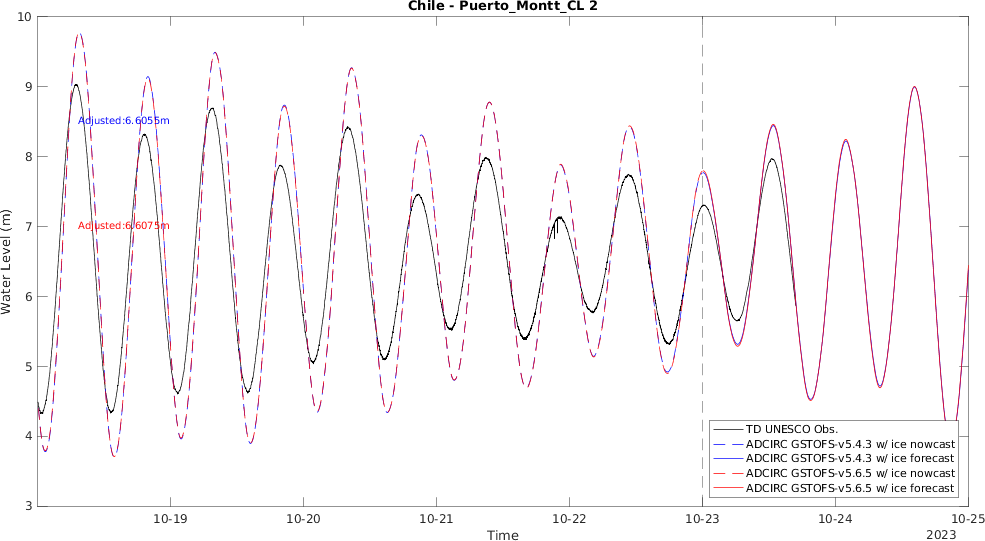 Chile - Puerto_Montt_CL 2
10
9
8
7
6
5
4
3
Water Level (m)
Adjusted:6.6055m
Adjusted:6.6075m
TD UNESCO Obs.
ADCIRC GSTOFS-v5.4.3 w/ ice nowcast
ADCIRC GSTOFS-v5.4.3 w/ ice forecast
ADCIRC GSTOFS-v5.6.5 w/ ice nowcast
ADCIRC GSTOFS-v5.6.5 w/ ice forecast
10-19
10-20
10-21
10-22
10-23
10-24
10-25
Time
2023